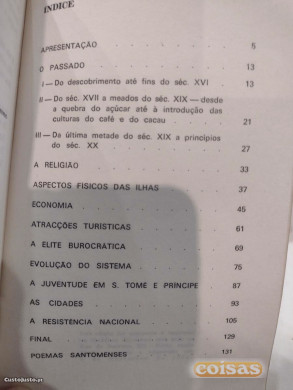 ÍNDICE
APRESENTAÇÃO 5
O PASSADO 13
I—Do descobrimento até fins do séc. XVI 13
II—Do séc. XVII a meados do séc. XIX—desde
a quebra do açúcar até à introdução das
culturas do café e do cacau 21
III—Da última metade do séc. XIX a princípios
do séc. XX 27
A RELIGIÃO 33
ASPECTOS FÍSICOS DAS ILHAS 37
ECONOMIA 45
ATRACÇÕES TURÍSTICAS 61
A ELITE BUROCRÁTICA 69
EVOLUÇÃO DO SISTEMA 75
A JUVENTUDE EM S. TOMÉ E PRÍNCIPE 87
AS CIDADES 93
A RESISTÊNCIA NACIONAL 105
FINAL 129
POEMAS SANTOMENSES 131
CustoJusto.pt
coisas